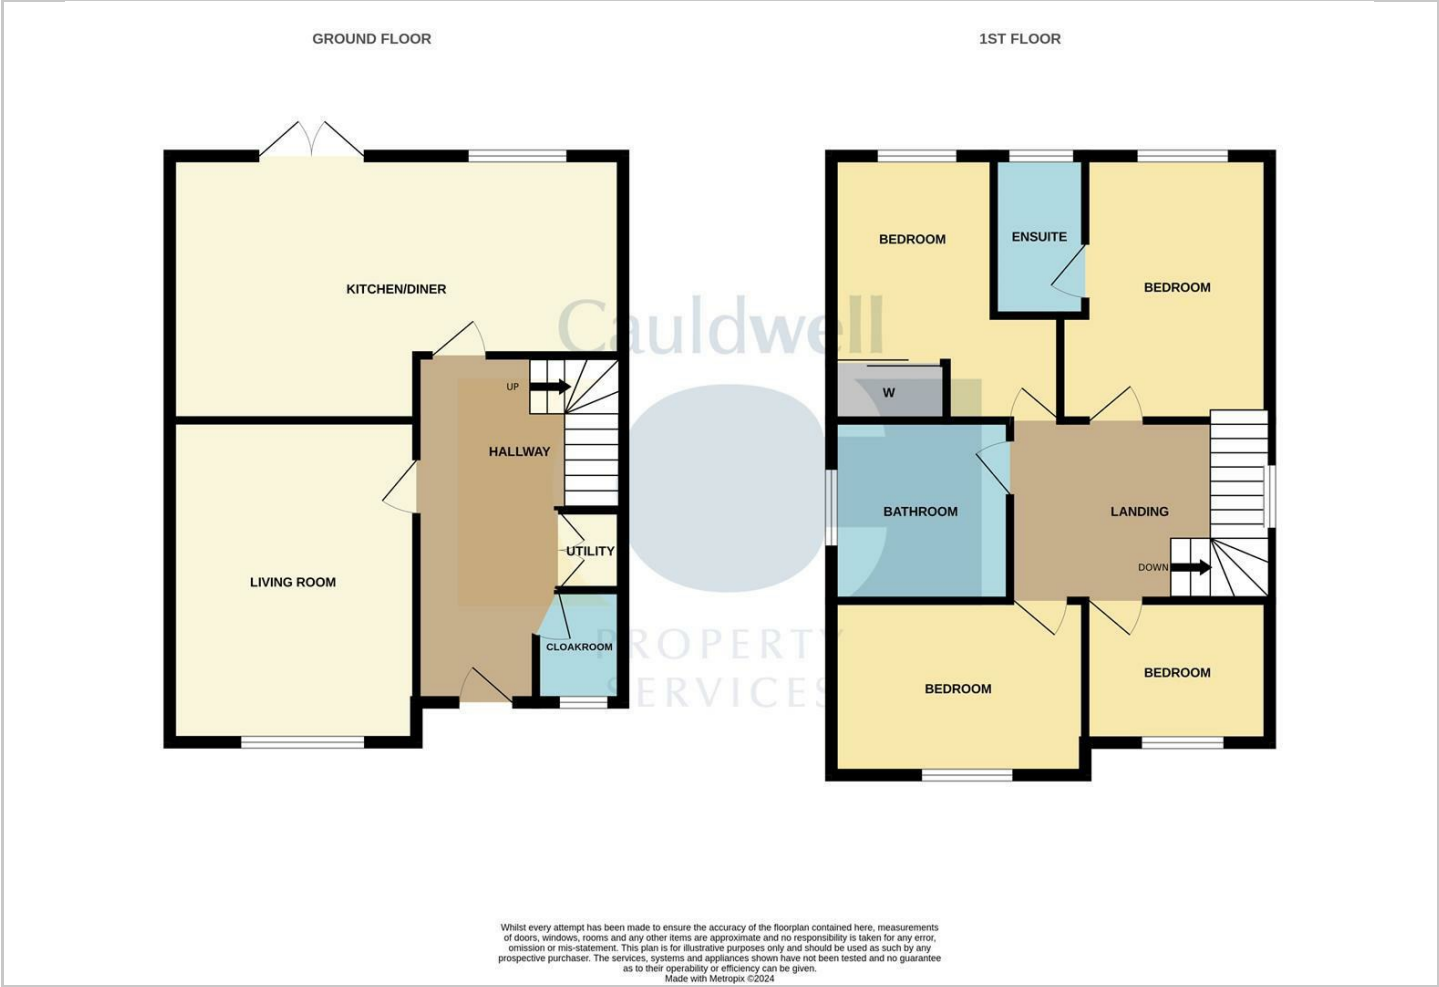 GROUND FLOOR
1ST FLOOR
KITCHEN/DINER
UP
HALLWAY
UTILITY
LIVING ROOM
CLOAKROOM
BEDROOM
ENSUITE
BEDROOM
W
BATHROOM
LANDING
DOWN
BEDROOM
BEDROOM
Cauldwell
PROPERTY
SERVICES
Whilst every attempt has been made to ensure the accuracy of the floorplan contained here, measurements
of doors, windows, rooms and any other items are approximate and no responsibility is taken for any error,
omission or mis-statement. This plan is for illustrative purposes only and should be used as such by any
prospective purchaser. The services, systems and appliances shown have not been tested and no guarantee
as to their operability or efficiency can be given.
Made with Metropix ©2024